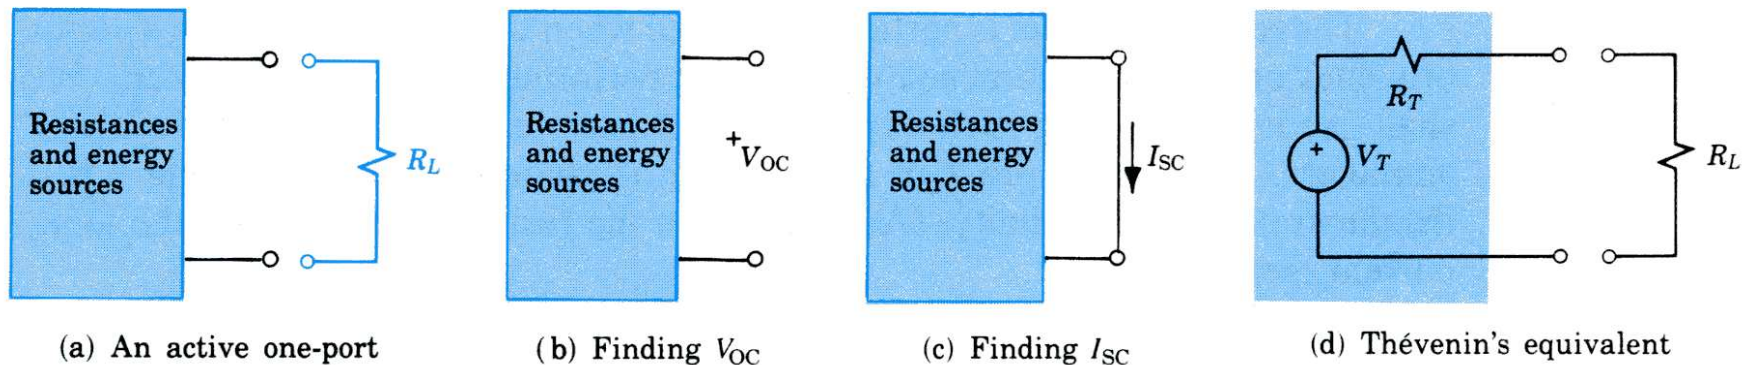 Resistances
and energy
sources
R_L
(a) An active one-port
Resistances
and energy
sources
+
V_OC
(b) Finding V_OC
Resistances
and energy
sources
I_SC
(c) Finding I_SC
R_T
+
V_T
R_L
(d) Thévenin's equivalent